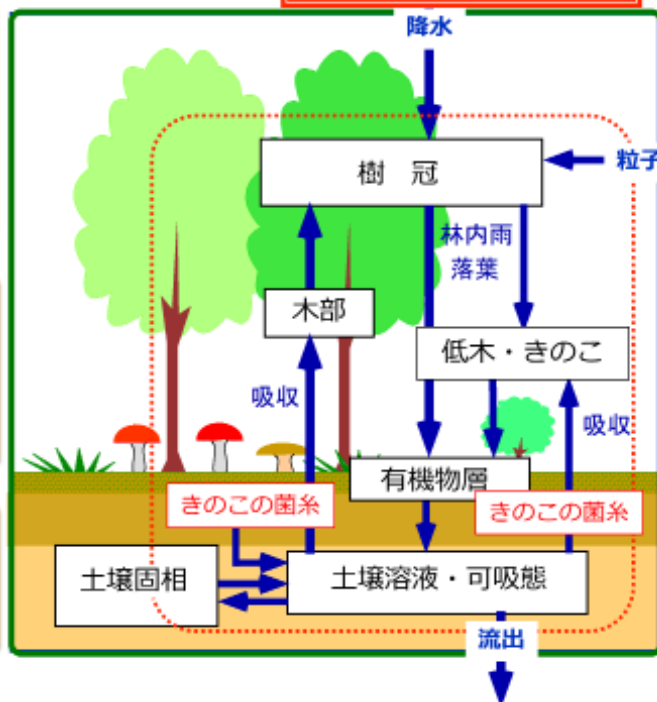 降水
樹 冠
粒子
林内雨
落葉
木部
低木・きのこ
吸収
吸収
有機物層
きのこの菌糸
きのこの菌糸
土壌固相
土壌溶液・可吸態
流出